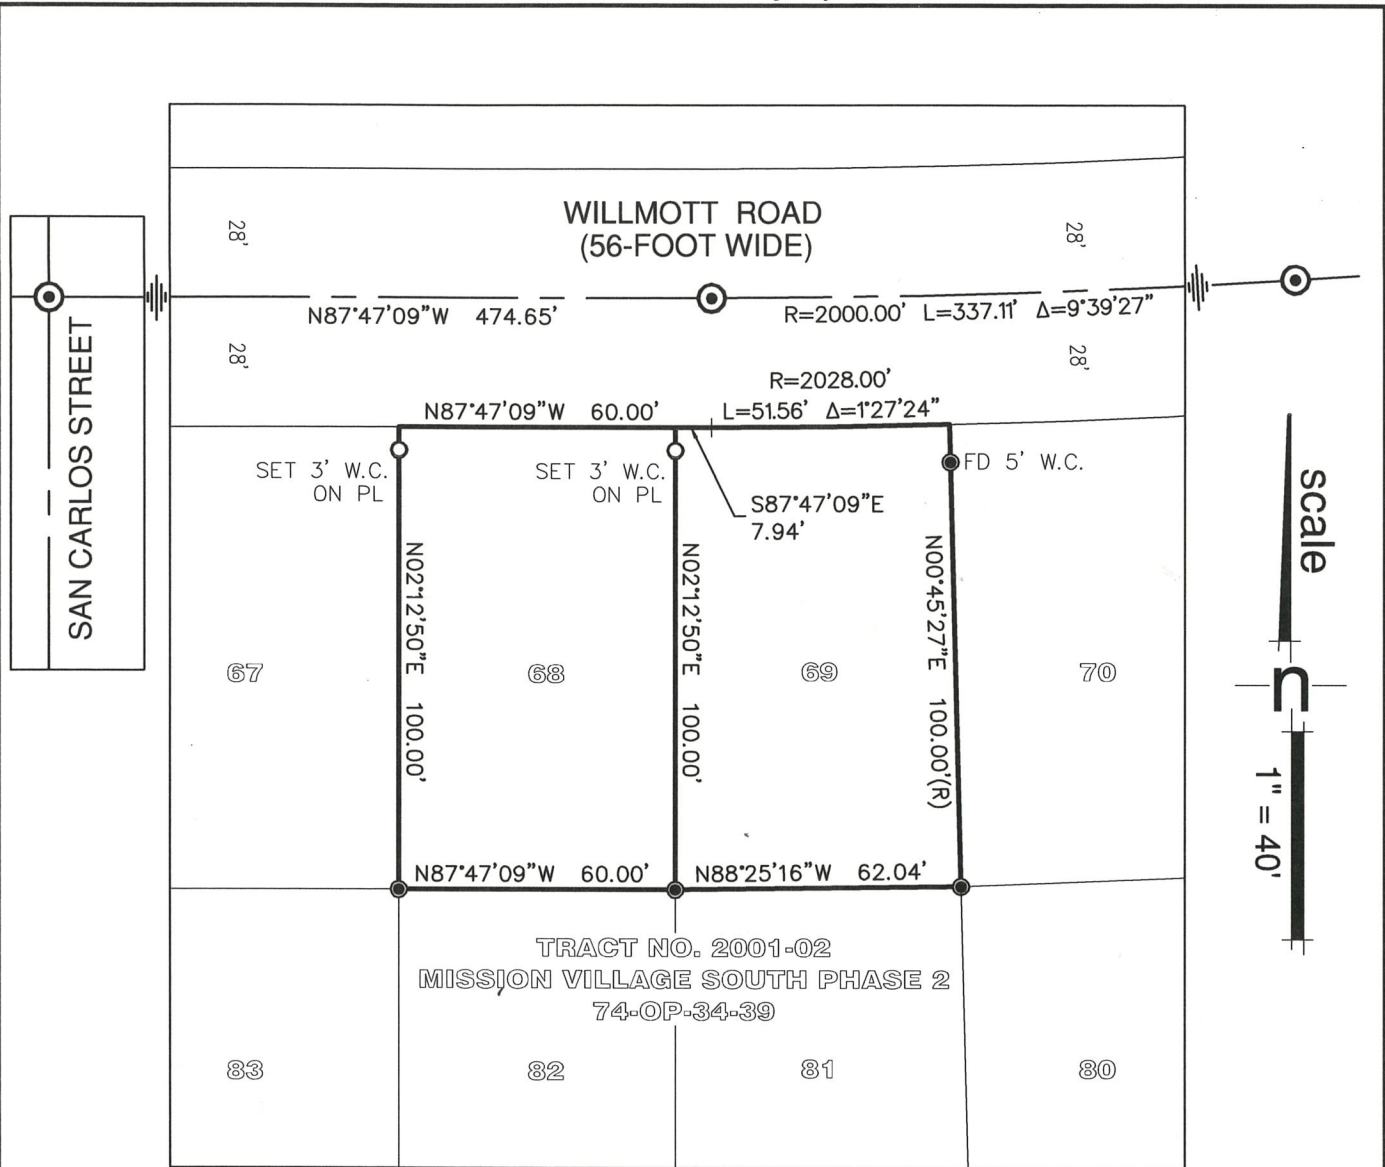 WILLMOTT ROAD
(56-FOOT WIDE)
28'
28'
N87°47'09"W 474.65'
R=2000.00' L=337.11' Δ=9°39'27"
28'
28'
SAN CARLOS STREET
R=2028.00'
N87°47'09"W 60.00'
L=51.56' Δ=1°27'24"
SET 3' W.C.
ON PL
SET 3' W.C.
ON PL
FD 5' W.C.
S87°47'09"E
7.94'
N02°12'50"E 100.00'
N02°12'50"E 100.00'
N00°45'27"E 100.00'(R)
scale
n
1" = 40'
67
68
69
70
N87°47'09"W 60.00'
N88°25'16"W 62.04'
TRACT NO. 2001-02
MISSION VILLAGE SOUTH PHASE 2
74-OP-34-39
83
82
81
80